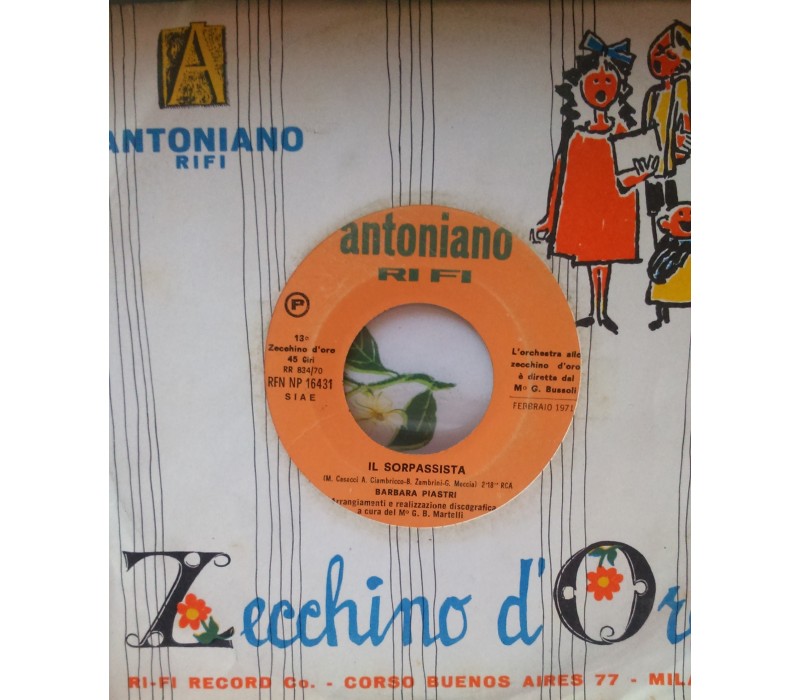 A
ANTONIANO
RIFI
antoniano
RI FI
P
13°
Zecchino d'oro
45 Giri
RR 834/70
RFN NP 16431
SIAE
L'orchestra allo
zecchino d'oro
è diretta dal
M° G. Bussoli
FEBBRAIO 1971
IL SORPASSISTA
(M. Casacci A. Ciambricco-R. Zambrini-G. Meccia) 2'18" RCA
BARBARA PIASTRI
Arrangiamenti e realizzazione discografica
a cura del M° G. B. Martelli
Zecchino d'Oro
RI-FI RECORD Co. - CORSO BUENOS AIRES 77 - MILA